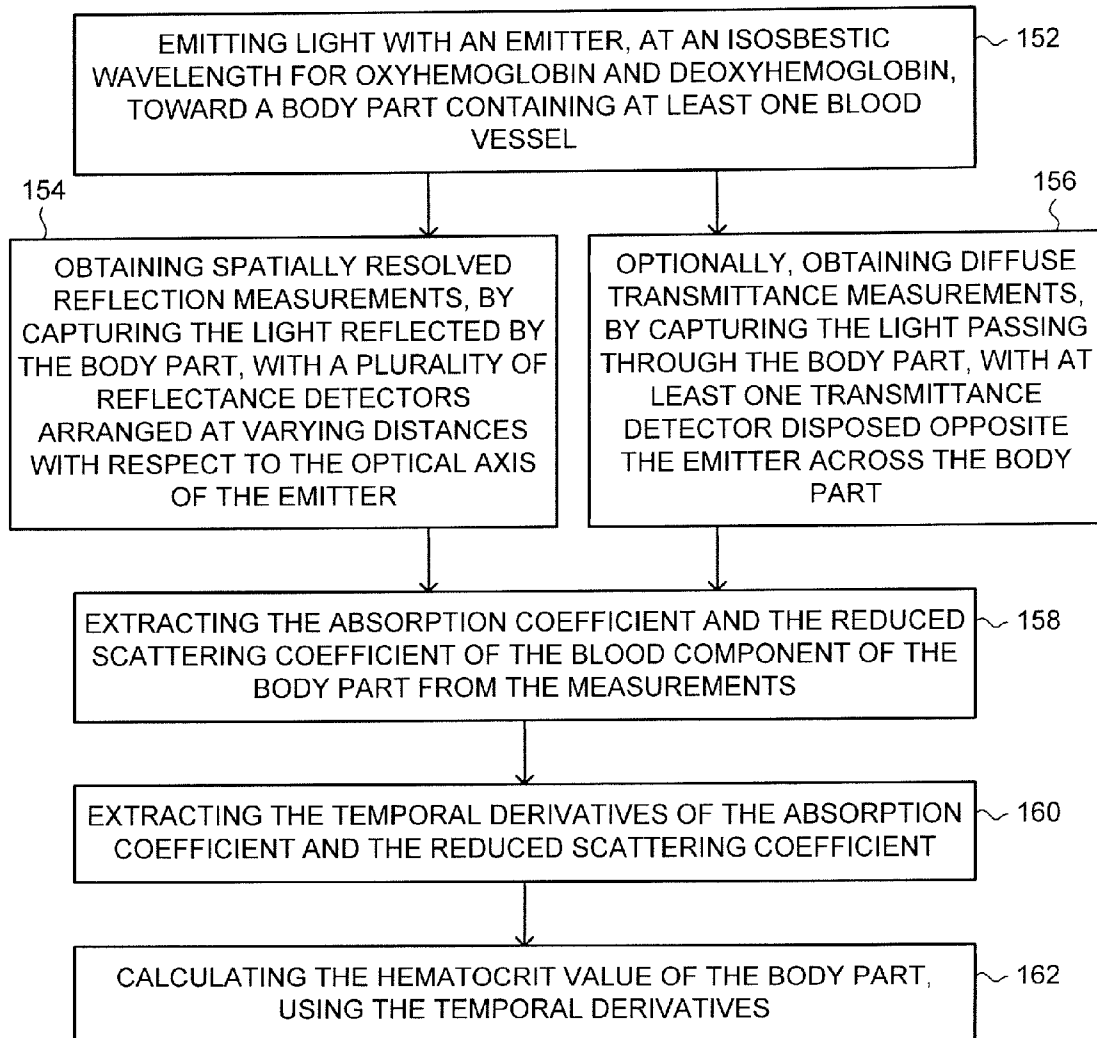 EMITTING LIGHT WITH AN EMITTER, AT AN ISOSBESTIC
WAVELENGTH FOR OXYHEMOGLOBIN AND DEOXYHEMOGLOBIN,
TOWARD A BODY PART CONTAINING AT LEAST ONE BLOOD
VESSEL
152
154
OBTAINING SPATIALLY RESOLVED
REFLECTION MEASUREMENTS, BY
CAPTURING THE LIGHT REFLECTED BY
THE BODY PART, WITH A PLURALITY OF
REFLECTANCE DETECTORS
ARRANGED AT VARYING DISTANCES
WITH RESPECT TO THE OPTICAL AXIS
OF THE EMITTER
156
OPTIONALLY, OBTAINING DIFFUSE
TRANSMITTANCE MEASUREMENTS,
BY CAPTURING THE LIGHT PASSING
THROUGH THE BODY PART, WITH AT
LEAST ONE TRANSMITTANCE
DETECTOR DISPOSED OPPOSITE
THE EMITTER ACROSS THE BODY
PART
EXTRACTING THE ABSORPTION COEFFICIENT AND THE REDUCED
SCATTERING COEFFICIENT OF THE BLOOD COMPONENT OF THE
BODY PART FROM THE MEASUREMENTS
158
EXTRACTING THE TEMPORAL DERIVATIVES OF THE ABSORPTION
COEFFICIENT AND THE REDUCED SCATTERING COEFFICIENT
160
CALCULATING THE HEMATOCRIT VALUE OF THE BODY PART,
USING THE TEMPORAL DERIVATIVES
162